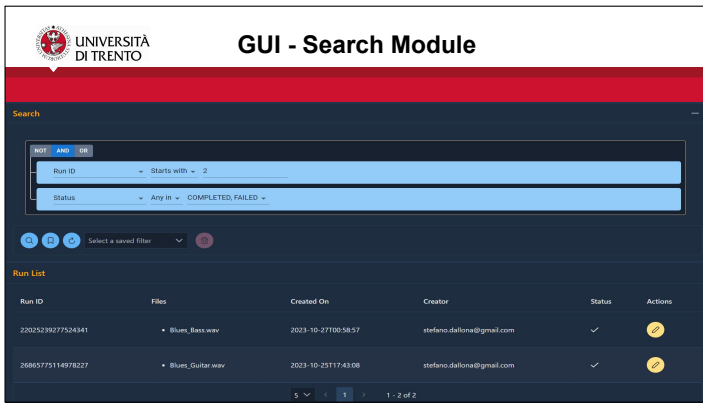 UNIVERSITÀ
DI TRENTO
GUI - Search Module
Search
NOT AND OR
Run ID Starts with 2
Status Any in COMPLETED, FAILED
Select a saved filter
Run List
Run ID Files Created On Creator Status Actions
22025239277524341 • Blues_Bass.wav 2023-10-27T00:58:57 stefano.dallona@gmail.com
26865775114978227 • Blues_Guitar.wav 2023-10-25T17:43:08 stefano.dallona@gmail.com
5 < 1 > 1 - 2 of 2